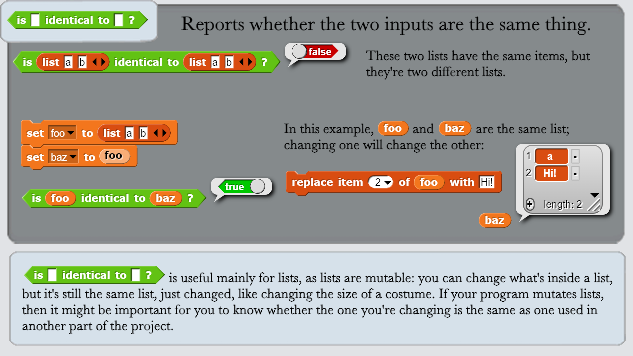 is identical to ?
Reports whether the two inputs are the same thing.
is list a b identical to list a b ?
false
These two lists have the same items, but
they're two different lists.
set foo to list a b
set baz to foo
In this example, foo and baz are the same list;
changing one will change the other:
is foo identical to baz ?
true
replace item 2 of foo with Hi!
baz
1 a
2 Hi!
length: 2
is identical to ? is useful mainly for lists, as lists are mutable: you can change what's inside a list,
but it's still the same list, just changed, like changing the size of a costume. If your program mutates lists,
then it might be important for you to know whether the one you're changing is the same as one used in
another part of the project.